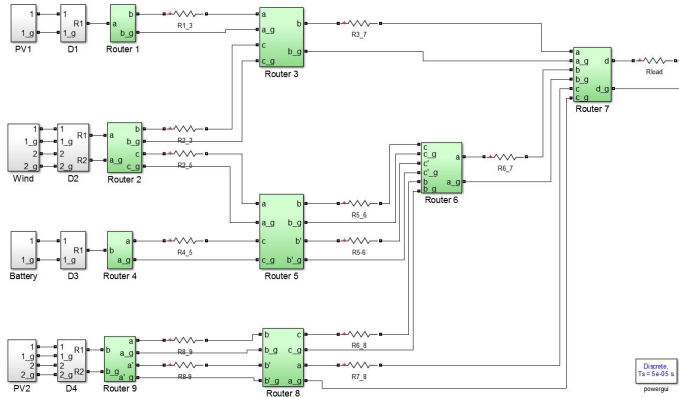 1
1_g
PV1
1
1_g
R1
D1
a
b
b_g
Router 1
R1_3
a
a_g
c
c_g
b
b_g
Router 3
R3_7
a
a_g
b
b_g
c
c_g
d
d_g
Router 7
Rload
1
1_g
2
2_g
Wind
1
1_g
2
2_g
R1
R2
D2
a
a_g
b
b_g
c
c_g
Router 2
R2_3
R2_5
c
c_g
c'
c'_g
b
b_g
a
a_g
Router 6
R6_7
a
a_g
c
c_g
b
b_g
b'
b'_g
Router 5
R5_6
R5-6
1
1_g
Battery
1
1_g
R1
D3
b
a
a_g
Router 4
R4_5
1
1_g
2
2_g
PV2
1
1_g
2
2_g
R1
R2
D4
b
b_g
a
a_g
a'
a'_g
Router 9
R8_9
R8-9
b
b_g
b'
b'_g
c
c_g
a
a_g
Router 8
R6_8
R7_8
Discrete,
Ts = 5e-05 s.
powergui